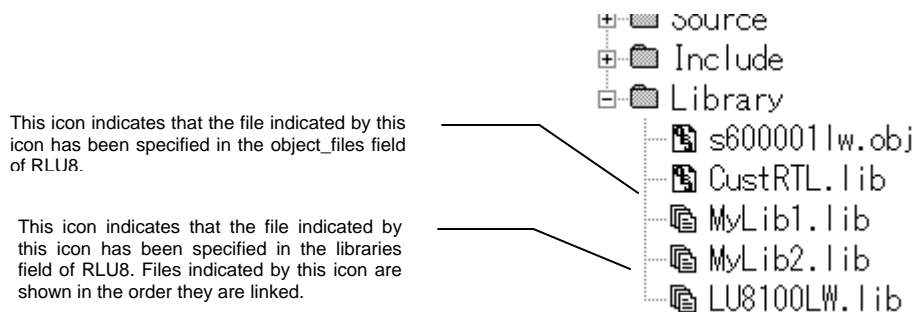 Source
Include
Library
This icon indicates that the file indicated by this
icon has been specified in the object_files field
of RLU8.
s600001lw.obj
CustRTL.lib
This icon indicates that the file indicated by
this icon has been specified in the libraries
field of RLU8. Files indicated by this icon are
shown in the order they are linked.
MyLib1.lib
MyLib2.lib
LU8100LW.lib